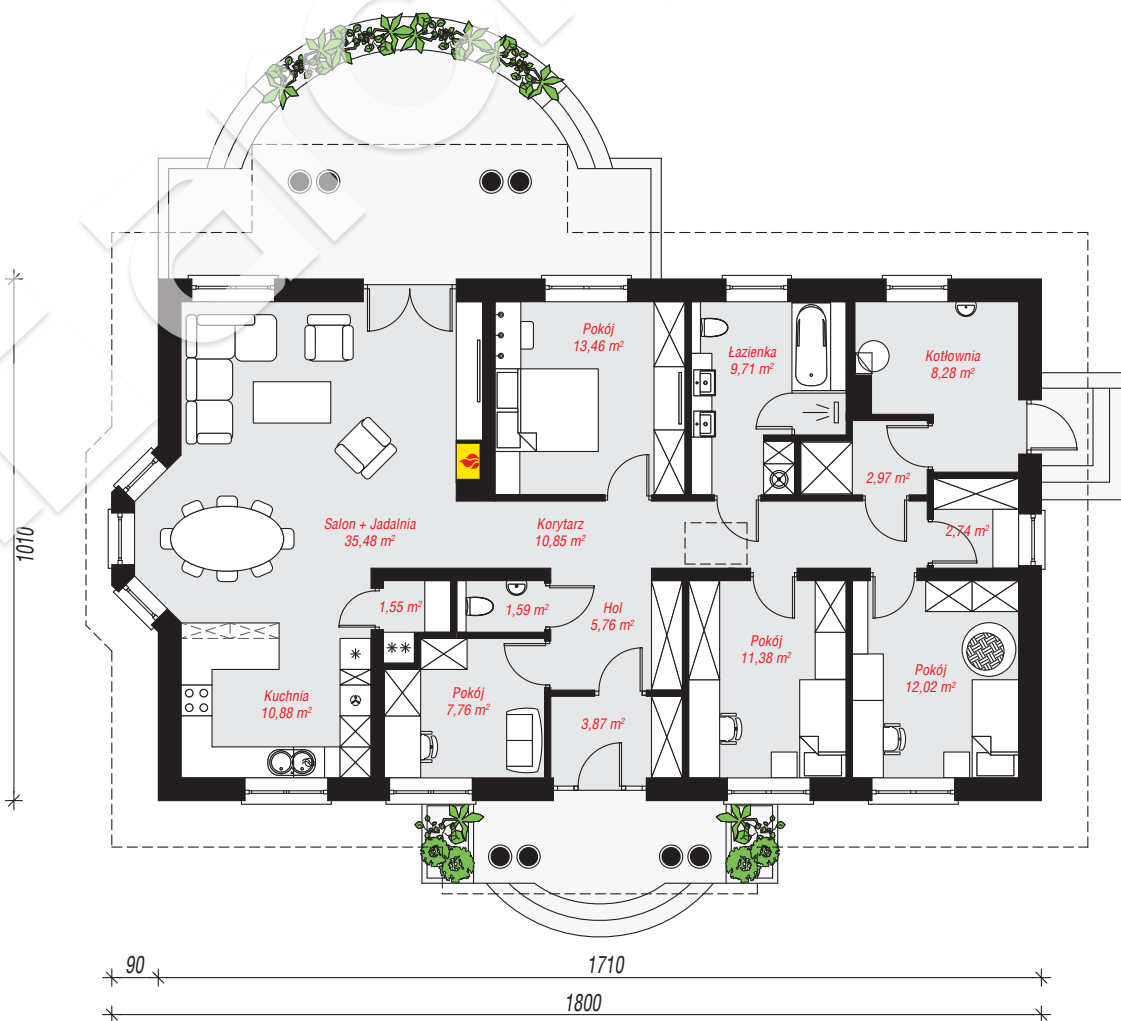 Pokój
13,46 m²
Łazienka
9,71 m²
Kotłownia
8,28 m²
2,97 m²
Salon + Jadalnia
35,48 m²
Korytarz
10,85 m²
2,74 m²
1,55 m²
1,59 m²
Hol
5,76 m²
Pokój
11,38 m²
Pokój
12,02 m²
Kuchnia
10,88 m²
Pokój
7,76 m²
3,87 m²
1010
90
1710
1800